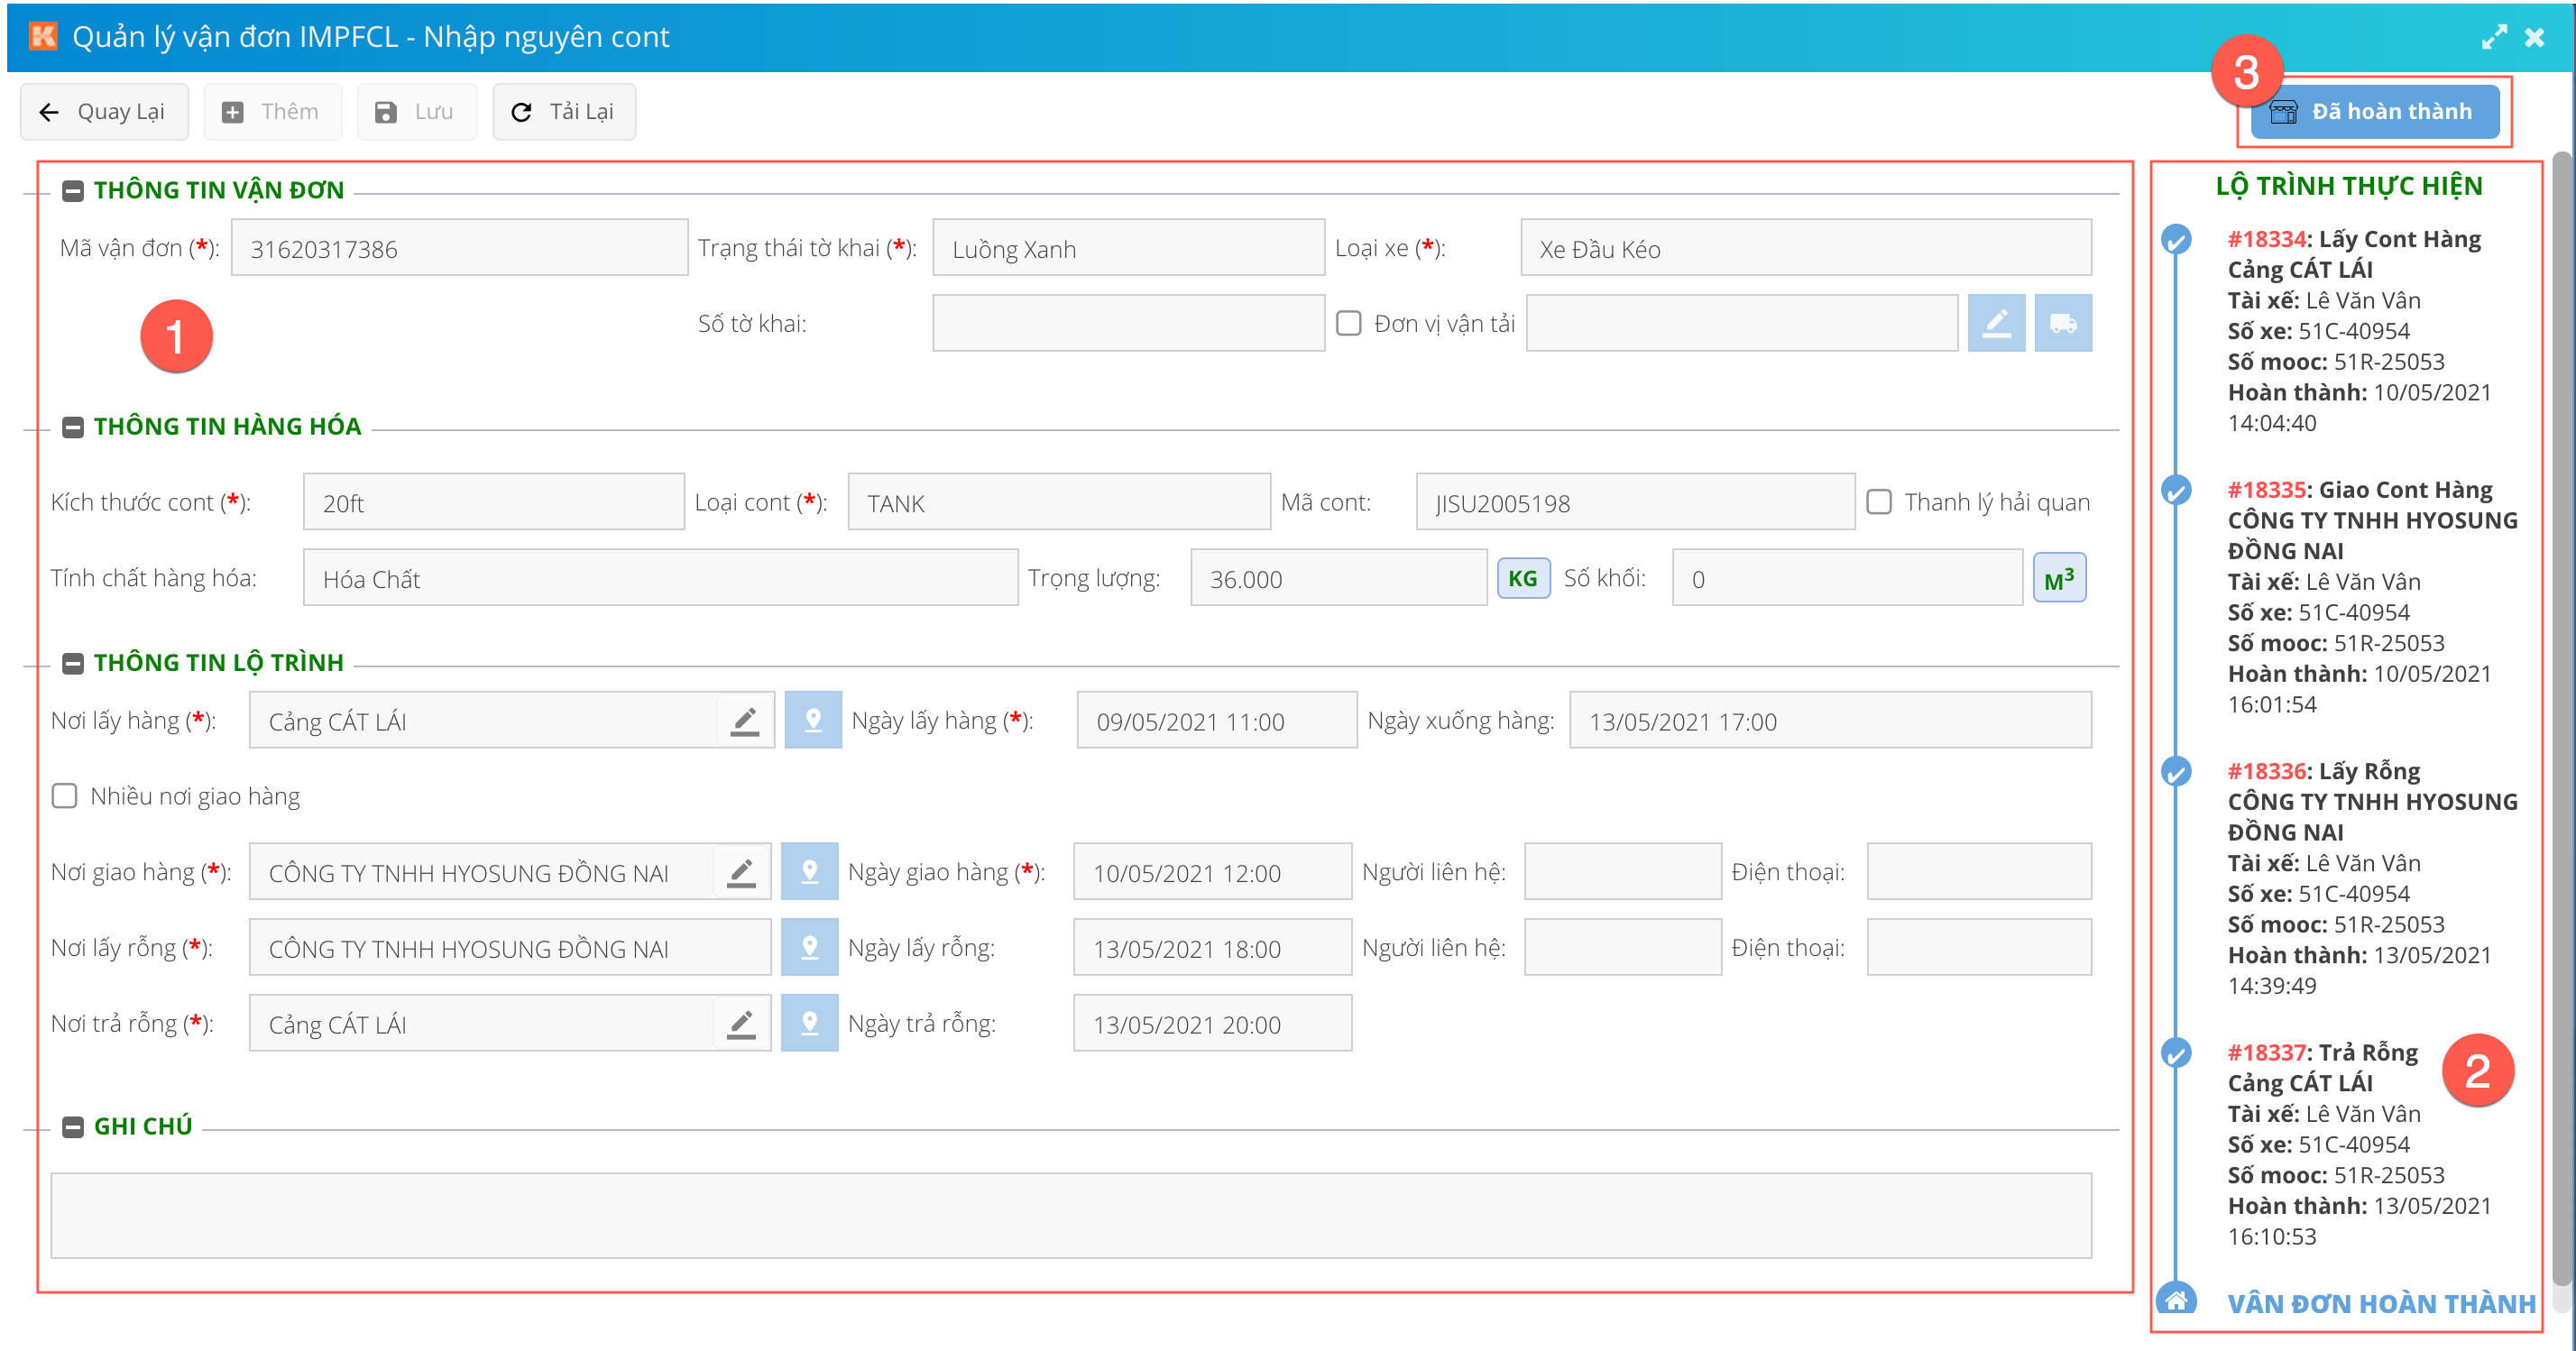 Quản lý vận đơn IMPFCL - Nhập nguyên cont
Quay Lại Thêm Lưu Tải Lại
3
Đã hoàn thành
THÔNG TIN VẬN ĐƠN
Mã vận đơn (*): 31620317386 Trạng thái tờ khai (*): Luồng Xanh Loại xe (*): Xe Đầu Kéo
1
Số tờ khai: Đơn vị vận tải
THÔNG TIN HÀNG HÓA
Kích thước cont (*): 20ft Loại cont (*): TANK Mã cont: JISU2005198 Thanh lý hải quan
Tính chất hàng hóa: Hóa Chất Trọng lượng: 36.000 KG Số khối: 0 M³
THÔNG TIN LỘ TRÌNH
Nơi lấy hàng (*): Cảng CÁT LÁI Ngày lấy hàng (*): 09/05/2021 11:00 Ngày xuống hàng: 13/05/2021 17:00
Nhiều nơi giao hàng
Nơi giao hàng (*): CÔNG TY TNHH HYOSUNG ĐỒNG NAI Ngày giao hàng (*): 10/05/2021 12:00 Người liên hệ: Điện thoại:
Nơi lấy rỗng (*): CÔNG TY TNHH HYOSUNG ĐỒNG NAI Ngày lấy rỗng: 13/05/2021 18:00 Người liên hệ: Điện thoại:
Nơi trả rỗng (*): Cảng CÁT LÁI Ngày trả rỗng: 13/05/2021 20:00
GHI CHÚ
LỘ TRÌNH THỰC HIỆN
#18334: Lấy Cont Hàng
Cảng CÁT LÁI
Tài xế: Lê Văn Vân
Số xe: 51C-40954
Số mooc: 51R-25053
Hoàn thành: 10/05/2021
14:04:40
#18335: Giao Cont Hàng
CÔNG TY TNHH HYOSUNG
ĐỒNG NAI
Tài xế: Lê Văn Vân
Số xe: 51C-40954
Số mooc: 51R-25053
Hoàn thành: 10/05/2021
16:01:54
#18336: Lấy Rỗng
CÔNG TY TNHH HYOSUNG
ĐỒNG NAI
Tài xế: Lê Văn Vân
Số xe: 51C-40954
Số mooc: 51R-25053
Hoàn thành: 13/05/2021
14:39:49
#18337: Trả Rỗng
2
Cảng CÁT LÁI
Tài xế: Lê Văn Vân
Số xe: 51C-40954
Số mooc: 51R-25053
Hoàn thành: 13/05/2021
16:10:53
VẬN ĐƠN HOÀN THÀNH